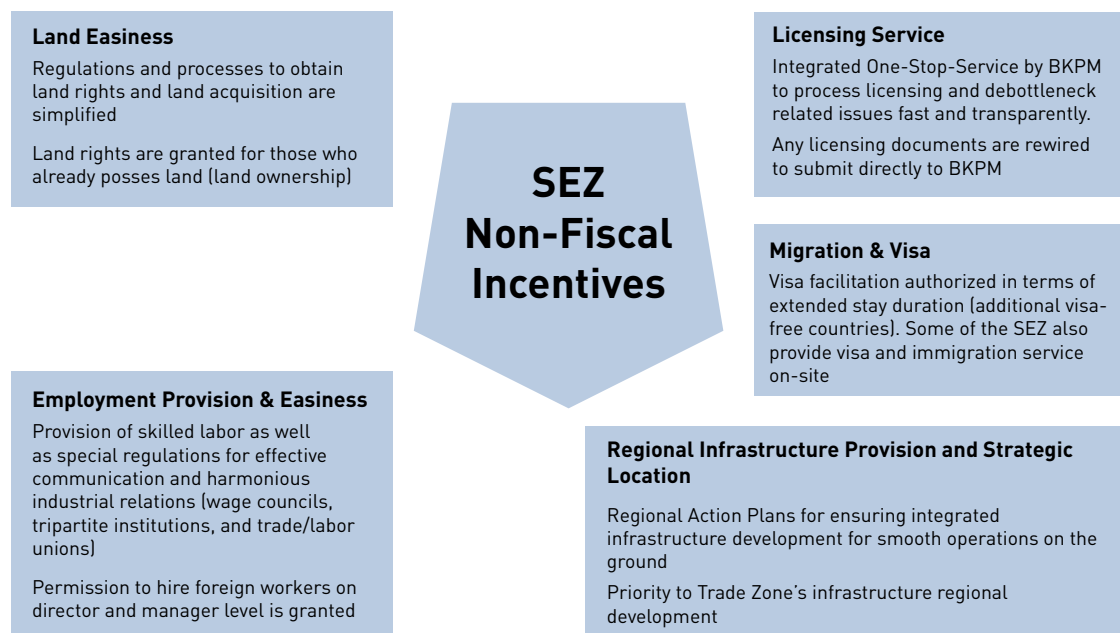 Land Easiness
Regulations and processes to obtain
land rights and land acquisition are
simplified
Land rights are granted for those who
already posses land (land ownership)
Employment Provision & Easiness
Provision of skilled labor as well
as special regulations for effective
communication and harmonious
industrial relations (wage councils,
tripartite institutions, and trade/labor
unions)
Permission to hire foreign workers on
director and manager level is granted
SEZ
Non-Fiscal
Incentives
Licensing Service
Integrated One-Stop-Service by BKPM
to process licensing and debottleneck
related issues fast and transparently.
Any licensing documents are rewired
to submit directly to BKPM
Migration & Visa
Visa facilitation authorized in terms of
extended stay duration (additional visa-
free countries). Some of the SEZ also
provide visa and immigration service
on-site
Regional Infrastructure Provision and Strategic
Location
Regional Action Plans for ensuring integrated
infrastructure development for smooth operations on the
ground
Priority to Trade Zone's infrastructure regional
development